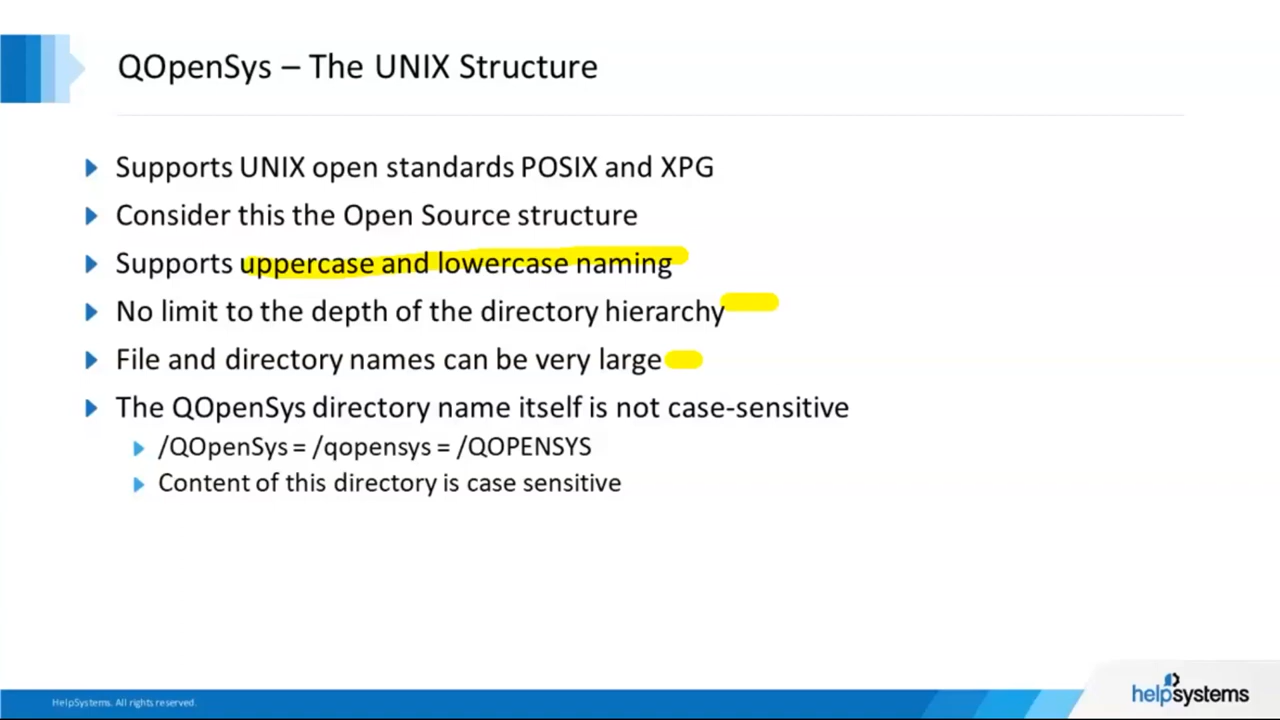 QOpenSys – The UNIX Structure
Supports UNIX open standards POSIX and XPG
Consider this the Open Source structure
Supports uppercase and lowercase naming
No limit to the depth of the directory hierarchy
File and directory names can be very large
The QOpenSys directory name itself is not case-sensitive
/QOpenSys = /qopensys = /QOPENSYS
Content of this directory is case sensitive
HelpSystems. All rights reserved.
helpsystems